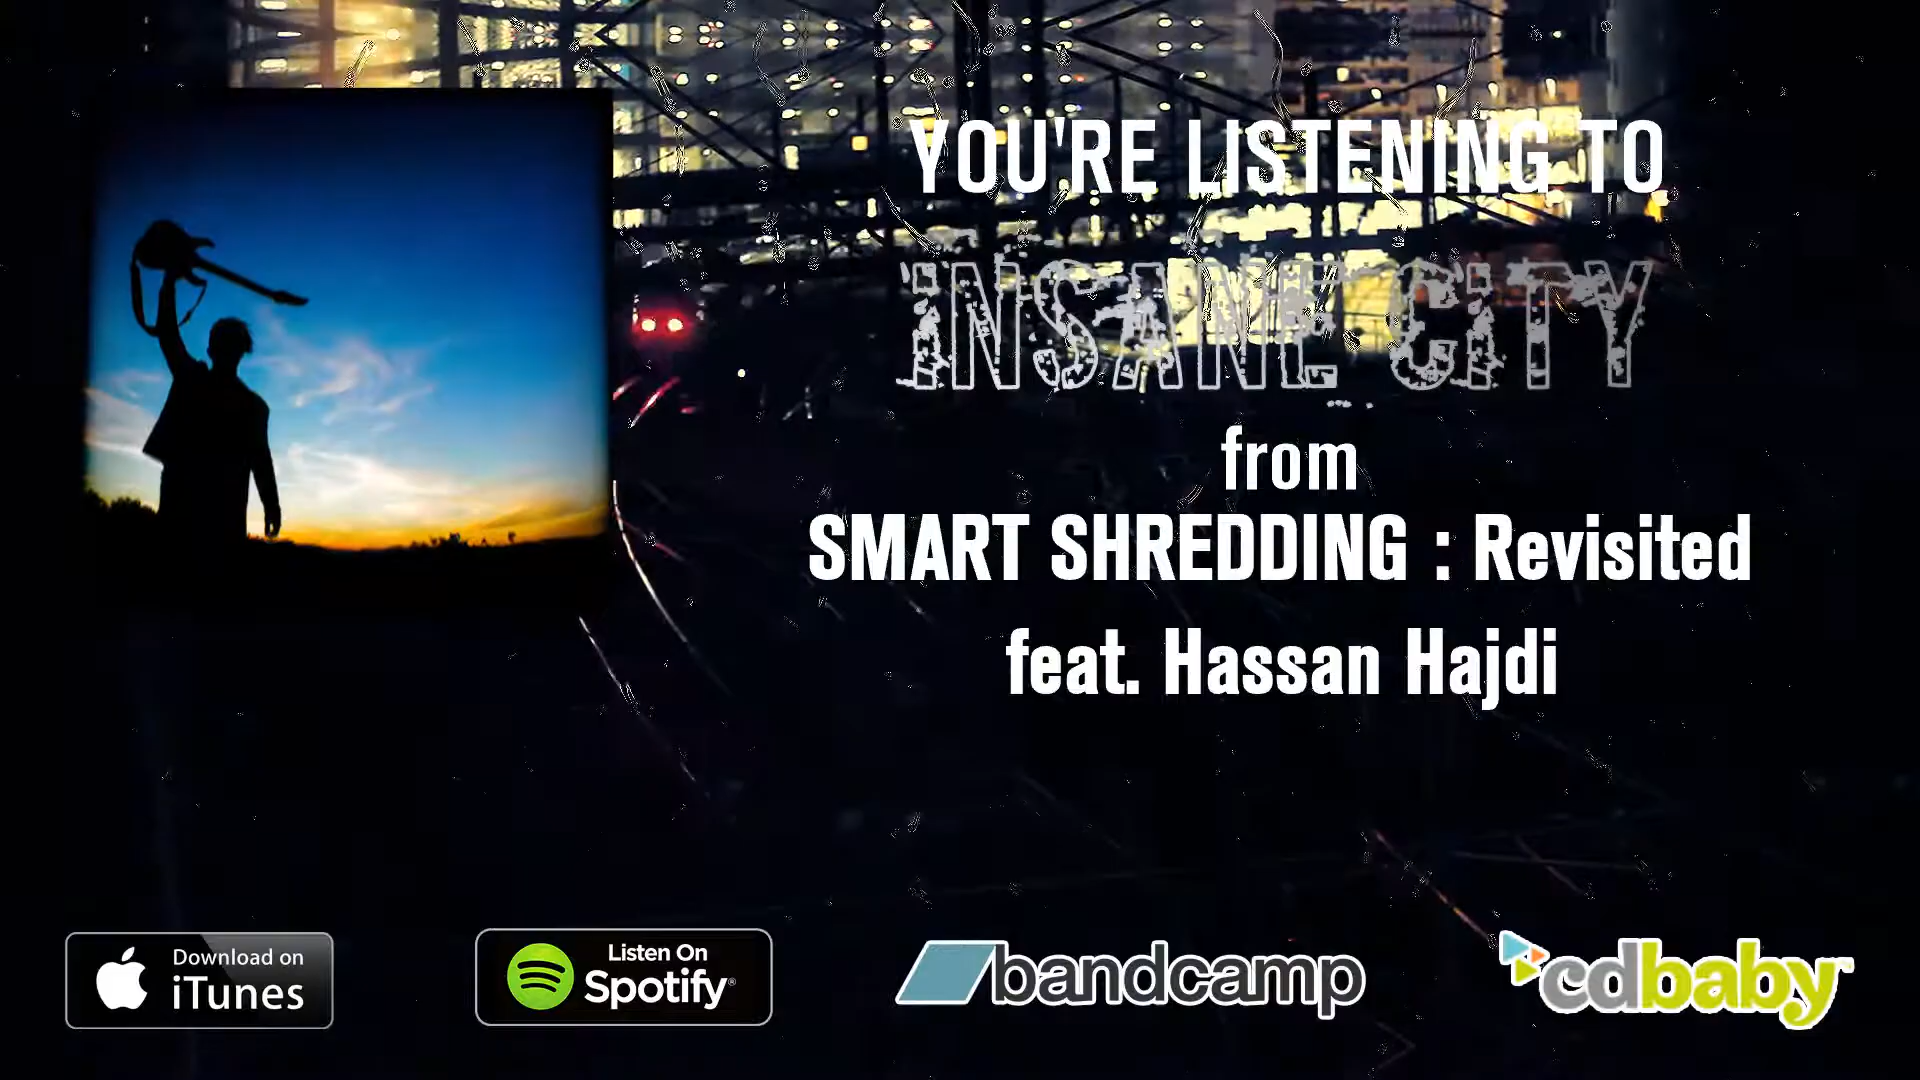 YOU'RE LISTENING TO
INSANE CITY
from
SMART SHREDDING : Revisited
feat. Hassan Hajdi
Download on
iTunes
Listen On
Spotify®
bandcamp
cdbaby™